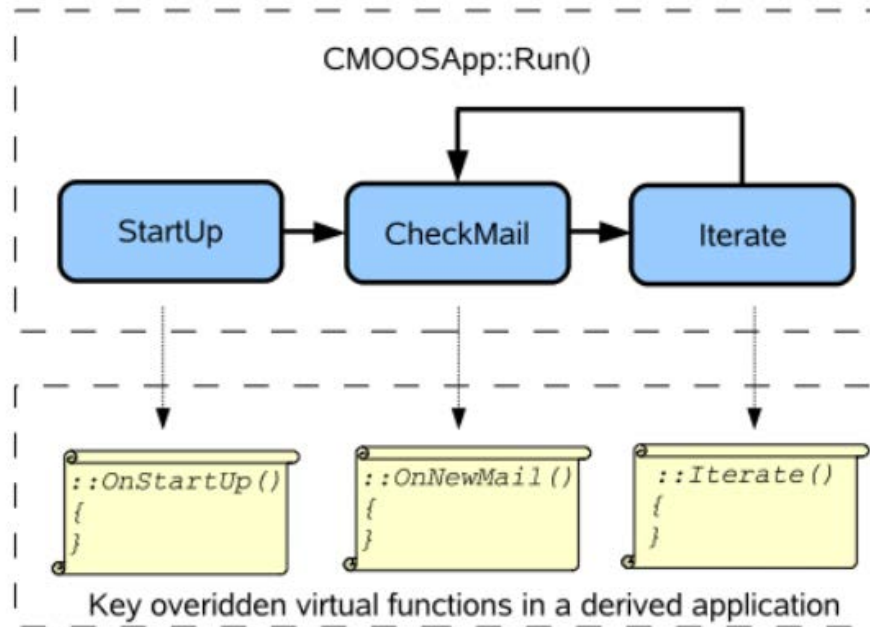 CMOOSApp::Run()
StartUp
CheckMail
Iterate
::OnStartUp()
{
}
::OnNewMail()
{
}
::Iterate()
{
}
Key overidden virtual functions in a derived application